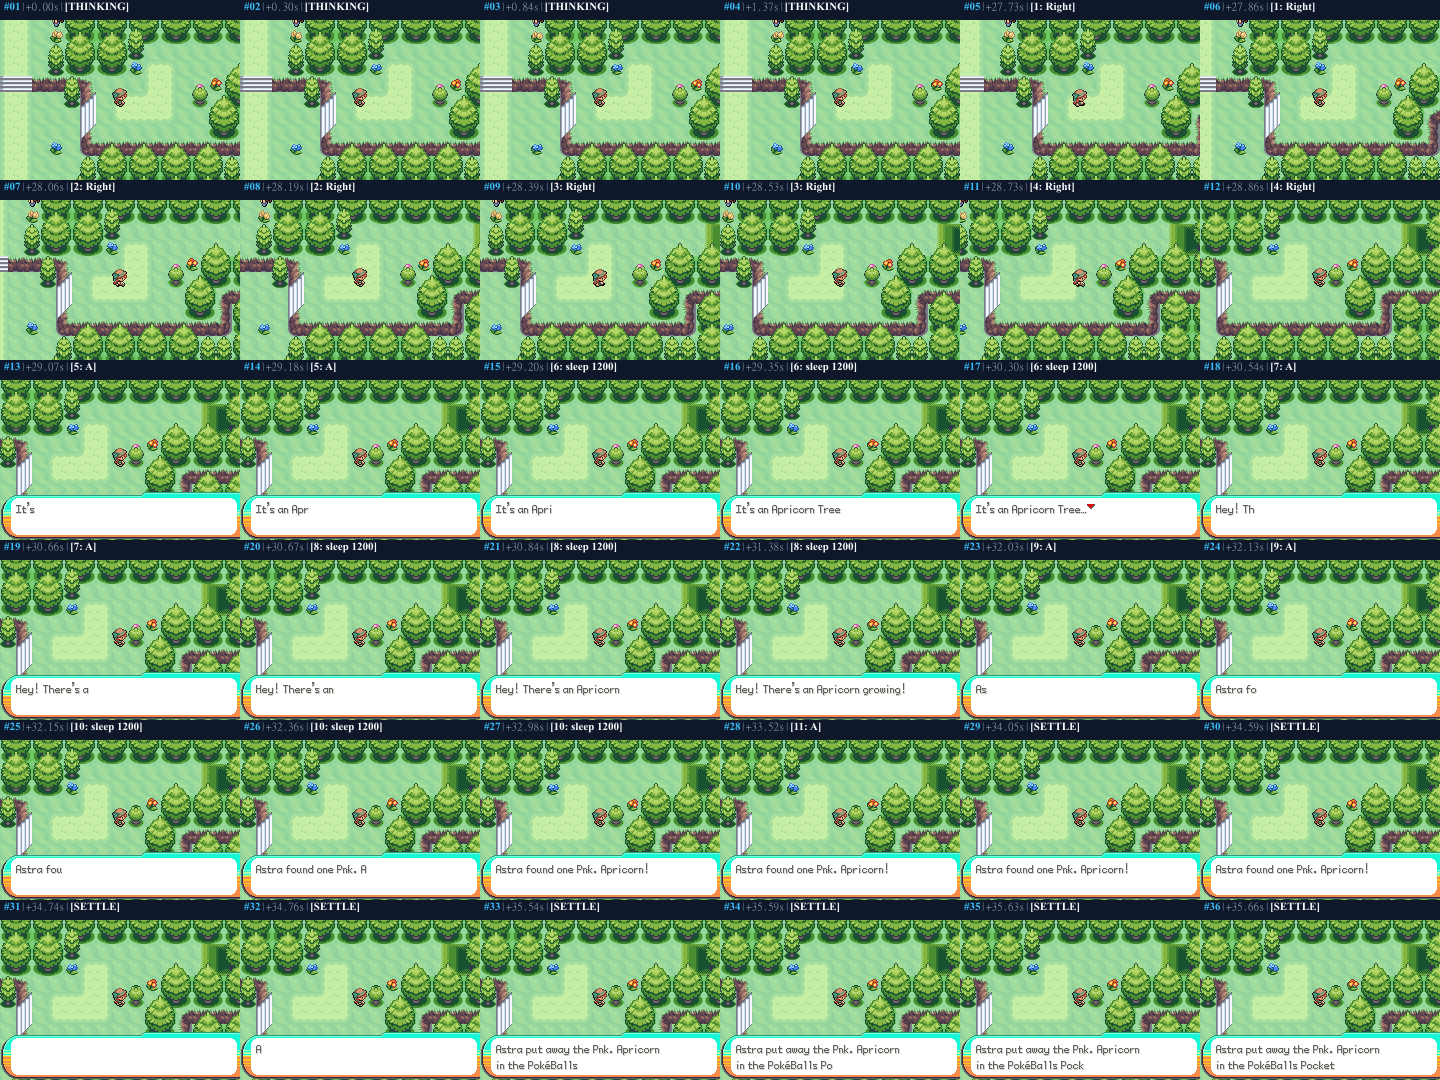 #01 | +0.00s | [THINKING]
#02 | +0.30s | [THINKING]
#03 | +0.84s | [THINKING]
#04 | +1.37s | [THINKING]
#05 | +27.73s | [1: Right]
#06 | +27.86s | [1: Right]
#07 | +28.06s | [2: Right]
#08 | +28.19s | [2: Right]
#09 | +28.39s | [3: Right]
#10 | +28.53s | [3: Right]
#11 | +28.73s | [4: Right]
#12 | +28.86s | [4: Right]
#13 | +29.07s | [5: A]
#14 | +29.18s | [5: A]
#15 | +29.20s | [6: sleep 1200]
#16 | +29.35s | [6: sleep 1200]
#17 | +30.30s | [6: sleep 1200]
#18 | +30.54s | [7: A]
It's
It's an Apr
It's an Apri
It's an Apricorn Tree
It's an Apricorn Tree...
Hey! Th
#19 | +30.66s | [7: A]
#20 | +30.67s | [8: sleep 1200]
#21 | +30.84s | [8: sleep 1200]
#22 | +31.38s | [8: sleep 1200]
#23 | +32.03s | [9: A]
#24 | +32.13s | [9: A]
Hey! There's a
Hey! There's an
Hey! There's an Apricorn
Hey! There's an Apricorn growing!
As
Astra fo
#25 | +32.15s | [10: sleep 1200]
#26 | +32.36s | [10: sleep 1200]
#27 | +32.98s | [10: sleep 1200]
#28 | +33.52s | [11: A]
#29 | +34.05s | [SETTLE]
#30 | +34.59s | [SETTLE]
Astra fou
Astra found one Pnk. A
Astra found one Pnk. Apricorn!
Astra found one Pnk. Apricorn!
Astra found one Pnk. Apricorn!
Astra found one Pnk. Apricorn!
#31 | +34.74s | [SETTLE]
#32 | +34.76s | [SETTLE]
#33 | +35.54s | [SETTLE]
#34 | +35.59s | [SETTLE]
#35 | +35.63s | [SETTLE]
#36 | +35.66s | [SETTLE]
A
Astra put away the Pnk. Apricorn
in the PokéBalls
Astra put away the Pnk. Apricorn
in the PokéBalls Po
Astra put away the Pnk. Apricorn
in the PokéBalls Pock
Astra put away the Pnk. Apricorn
in the PokéBalls Pocket